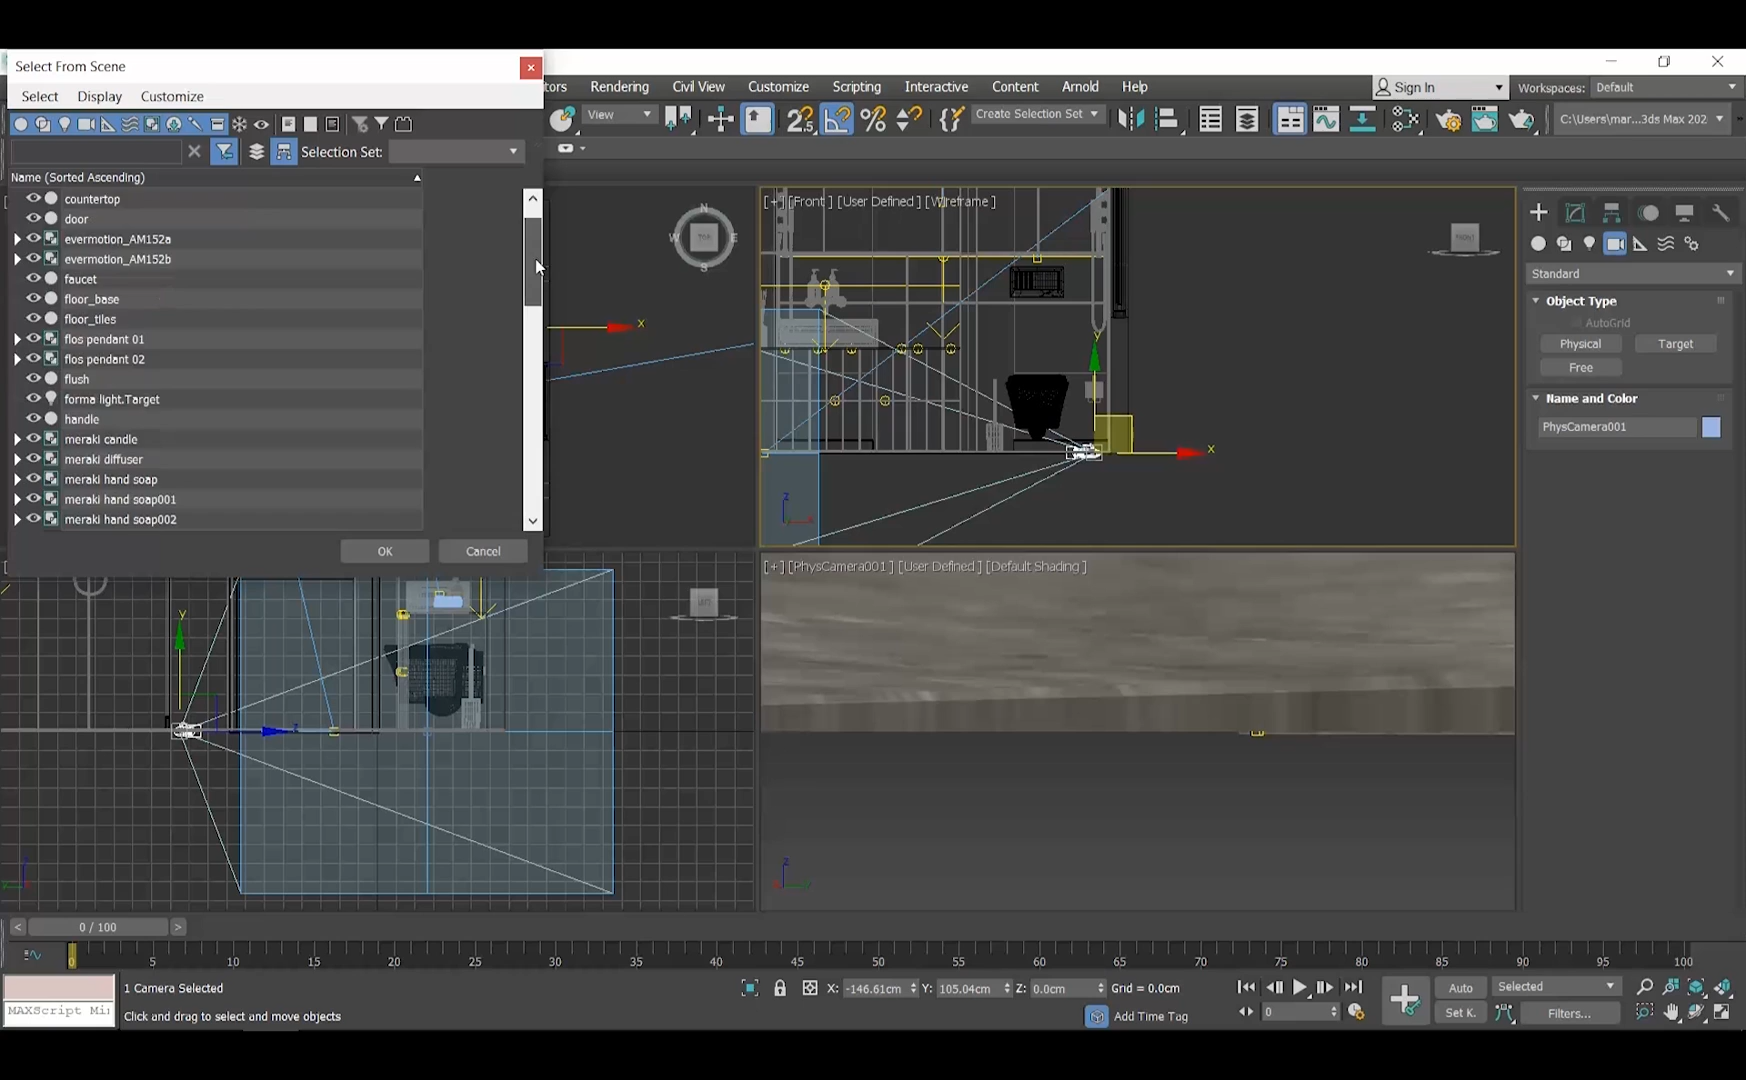 Select From Scene
Select Display Customize
tors Rendering Civil View Customize Scripting Interactive Content Arnold Help
Sign In Workspaces: Default
View
Create Selection Set
C:\Users\mar...3ds Max 202
Selection Set:
Name (Sorted Ascending)
countertop
door
evermotion_AM152a
evermotion_AM152b
faucet
floor_base
floor_tiles
flos pendant 01
flos pendant 02
flush
forma light.Target
handle
meraki candle
meraki diffuser
meraki hand soap
meraki hand soap001
meraki hand soap002
OK Cancel
N
W E
S
x
[+] [Front ] [User Defined ] [Wireframe ]
FRONT
y
x
z
Standard
Object Type
AutoGrid
Physical Target
Free
Name and Color
PhysCamera001
[+] [PhysCamera001 ] [User Defined ] [Default Shading ]
y
z
z
< 0 / 100 >
0 5 10 15 20 25 30 35 40 45 50 55 60 65 70 75 80 85 90 95 100
1 Camera Selected
Click and drag to select and move objects
MAXScript Mi
X: -146.61cm Y: 105.04cm Z: 0.0cm Grid = 0.0cm
Add Time Tag
0
Auto Selected
Set K. Filters...